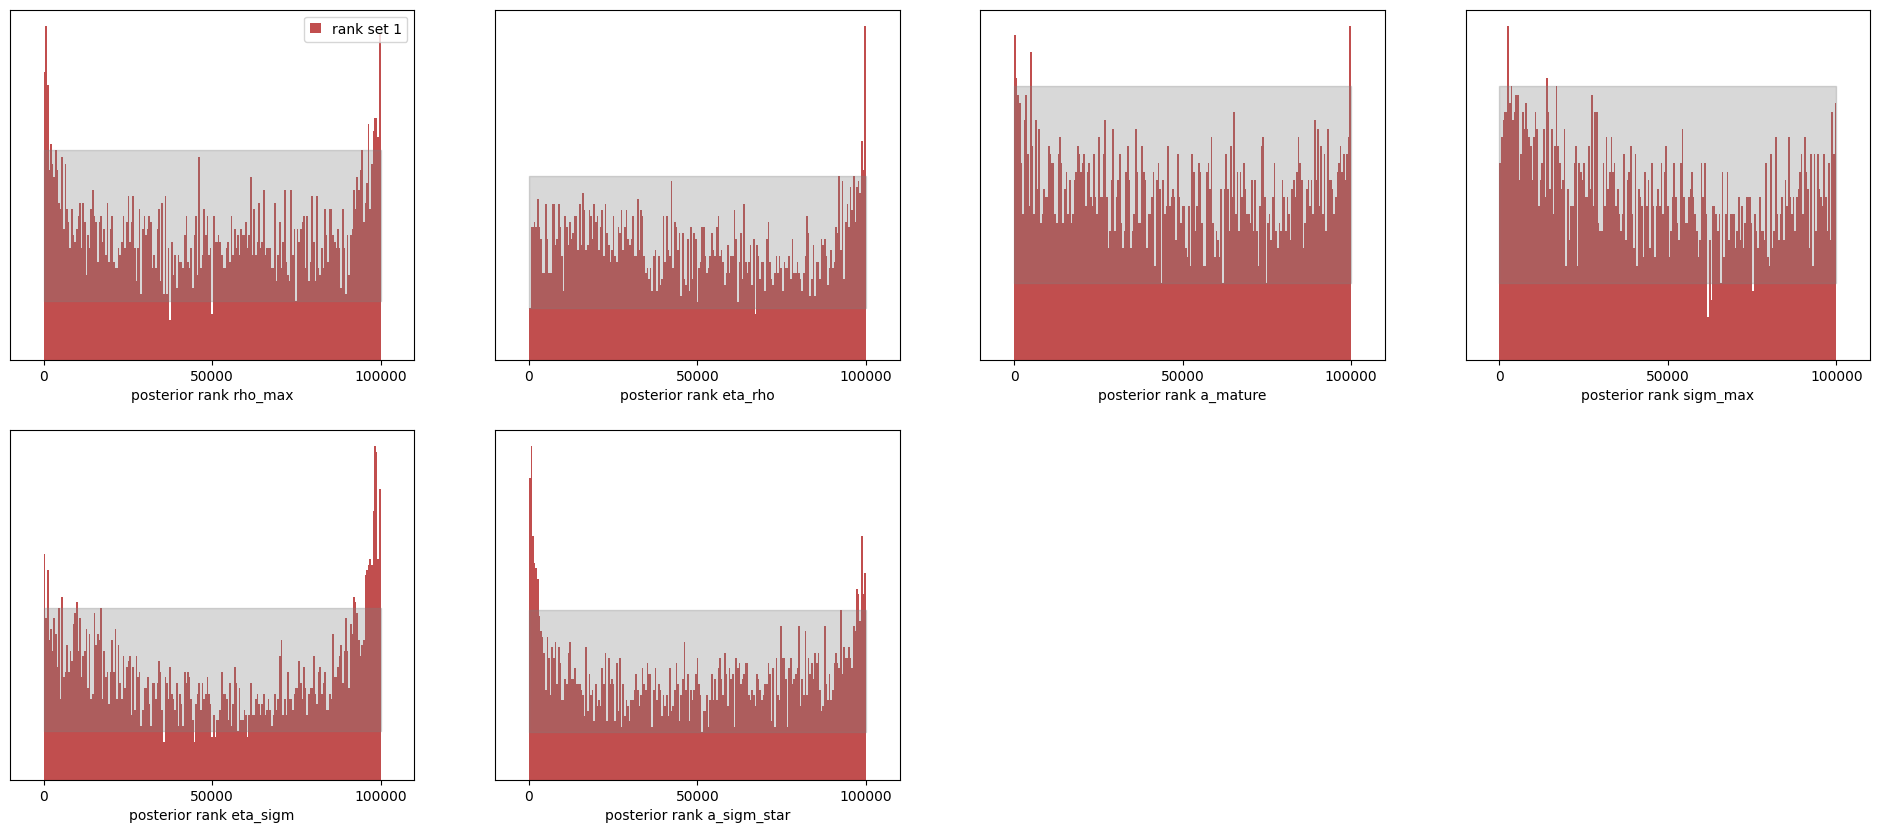 rank set 1
0 50000 100000
posterior rank rho_max
0 50000 100000
posterior rank eta_rho
0 50000 100000
posterior rank a_mature
0 50000 100000
posterior rank sigm_max
0 50000 100000
posterior rank eta_sigm
0 50000 100000
posterior rank a_sigm_star